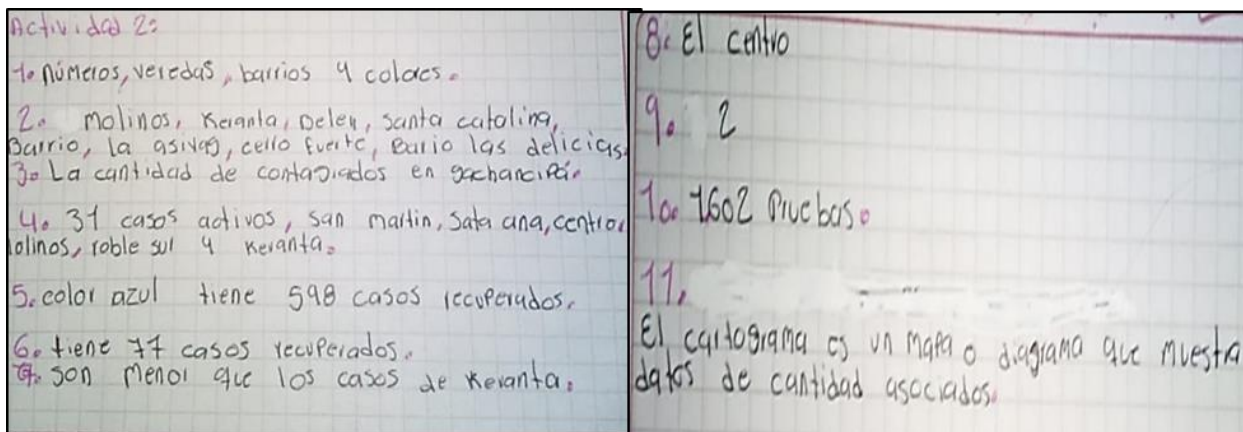 Actividad 2:
1. números, veredas, barrios y colores.
2. molinos, Keranta, Belen, santa catalina,
Barrio, la asivag, cerro fuerte, Bario las delicias.
3. La cantidad de contagiados en gachancipá.
4. 31 casos activos, san martin, Sata ana, centro,
olinos, roble sur y Keranta.
5. color azul tiene 598 casos recuperados.
6. tiene 77 casos recuperados.
7. son menor que los casos de Keranta.
8. El centro
9. 2
10. 1602 Pruebas.
11.
El cartograma es un mapa o diagrama que muestra
datos de cantidad asociados.